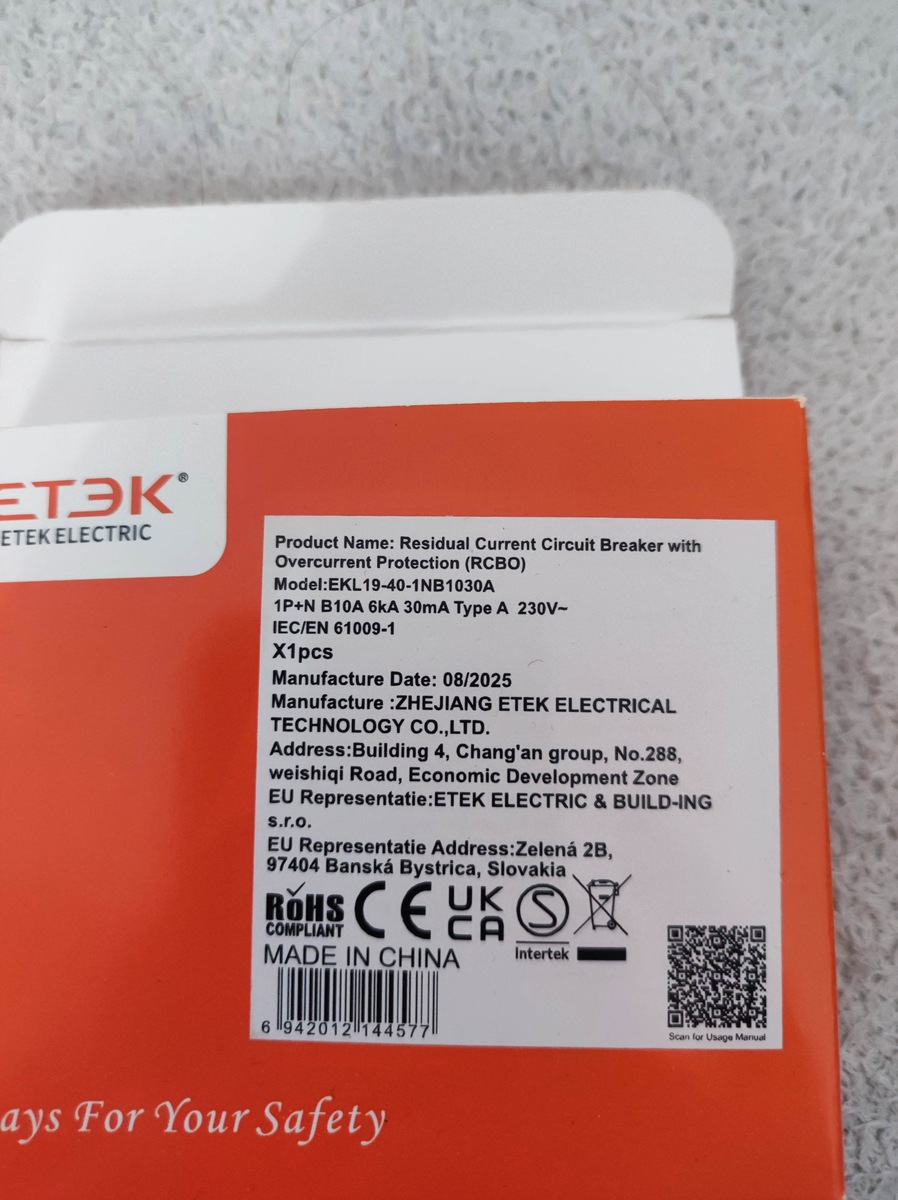 ETEK®
ETEK ELECTRIC
Product Name: Residual Current Circuit Breaker with
Overcurrent Protection (RCBO)
Model:EKL19-40-1NB1030A
1P+N B10A 6kA 30mA Type A 230V~
IEC/EN 61009-1
X1pcs
Manufacture Date: 08/2025
Manufacture :ZHEJIANG ETEK ELECTRICAL
TECHNOLOGY CO.,LTD.
Address:Building 4, Chang'an group, No.288,
weishiqi Road, Economic Development Zone
EU Representatie:ETEK ELECTRIC & BUILD-ING
s.r.o.
EU Representatie Address:Zelená 2B,
97404 Banská Bystrica, Slovakia
RoHS
COMPLIANT
CE
UK
CA
S
Intertek
MADE IN CHINA
6 942012 144577
Scan for Usage Manual
ays For Your Safety